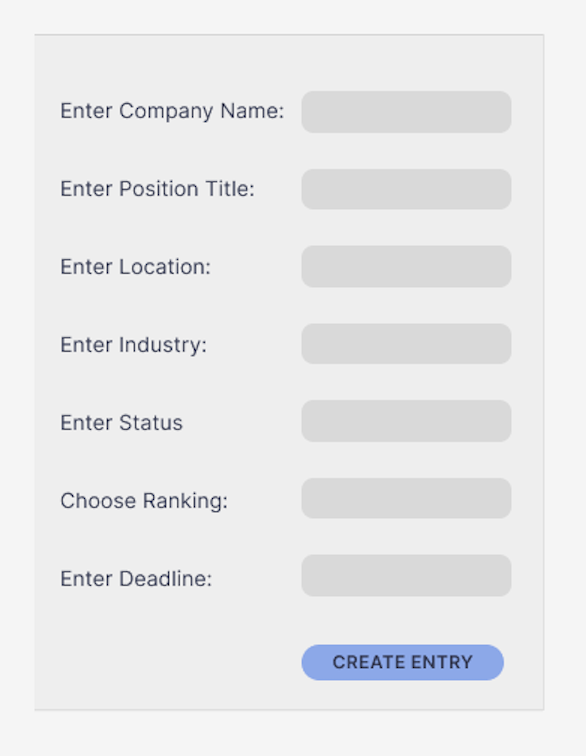 Enter Company Name:
Enter Position Title:
Enter Location:
Enter Industry:
Enter Status
Choose Ranking:
Enter Deadline:
CREATE ENTRY